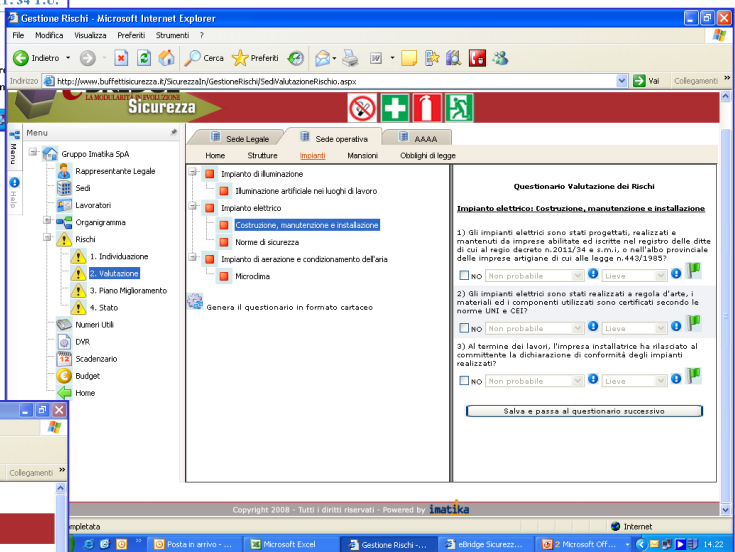 Gestione Rischi - Microsoft Internet Explorer
File Modifica Visualizza Preferiti Strumenti ?
Indietro Cerca Preferiti
Indirizzo http://www.buffettisicurezza.it/SicurezzaIn/GestioneRischi/SediValutazioneRischio.aspx Vai Collegamenti »
LA MODULARITÀ IN EVOLUZIONE
Sicurezza
Menu
Menu
Help
Gruppo Imatika SpA
Rappresentante Legale
Sedi
Lavoratori
Organigramma
Rischi
1. Individuazione
2. Valutazione
3. Piano Miglioramento
4. Stato
Numeri Utili
DVR
Scadenzario
Budget
Home
Sede Legale Sede operativa AAAA
Home Strutture Impianti Mansioni Obblighi di legge
Impianto di illuminazione
Illuminazione artificiale nei luoghi di lavoro
Impianto elettrico
Costruzione, manutenzione e installazione
Norme di sicurezza
Impianto di aerazione e condizionamento dell'aria
Microclima
Genera il questionario in formato cartaceo
Questionario Valutazione dei Rischi
Impianto elettrico: Costruzione, manutenzione e installazione
1) Gli impianti elettrici sono stati progettati, realizzati e
mantenuti da imprese abilitate ed iscritte nel registro delle ditte
di cui al regio decreto n.2011/34 e s.m.i, o nell'albo provinciale
delle imprese artigiane di cui alle legge n.443/1985?
NO Non probabile Lieve
2) Gli impianti elettrici sono stati realizzati a regola d'arte, i
materiali ed i componenti utilizzati sono certificati secondo le
norme UNI e CEI?
NO Non probabile Lieve
3) Al termine dei lavori, l'impresa installatrice ha rilasciato al
committente la dichiarazione di conformità degli impianti
realizzati?
NO Non probabile Lieve
Salva e passa al questionario successivo
Collegamenti »
Copyright 2008 - Tutti i diritti riservati - Powered by imatika
Internet
Posta in arrivo - ... Microsoft Excel Gestione Rischi -... eBridge Sicurezz... 2 Microsoft Off... 14.22